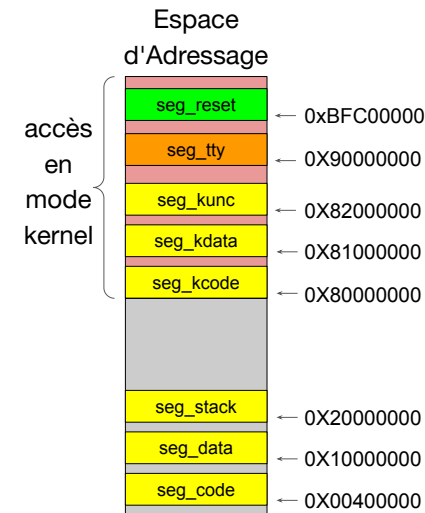 Espace
d'Adressage
seg_reset
0xBFC00000
accès
en
mode
kernel
seg_tty
0X90000000
seg_kunc
0X82000000
seg_kdata
0X81000000
seg_kcode
0X80000000
seg_stack
0X20000000
seg_data
0X10000000
seg_code
0X00400000